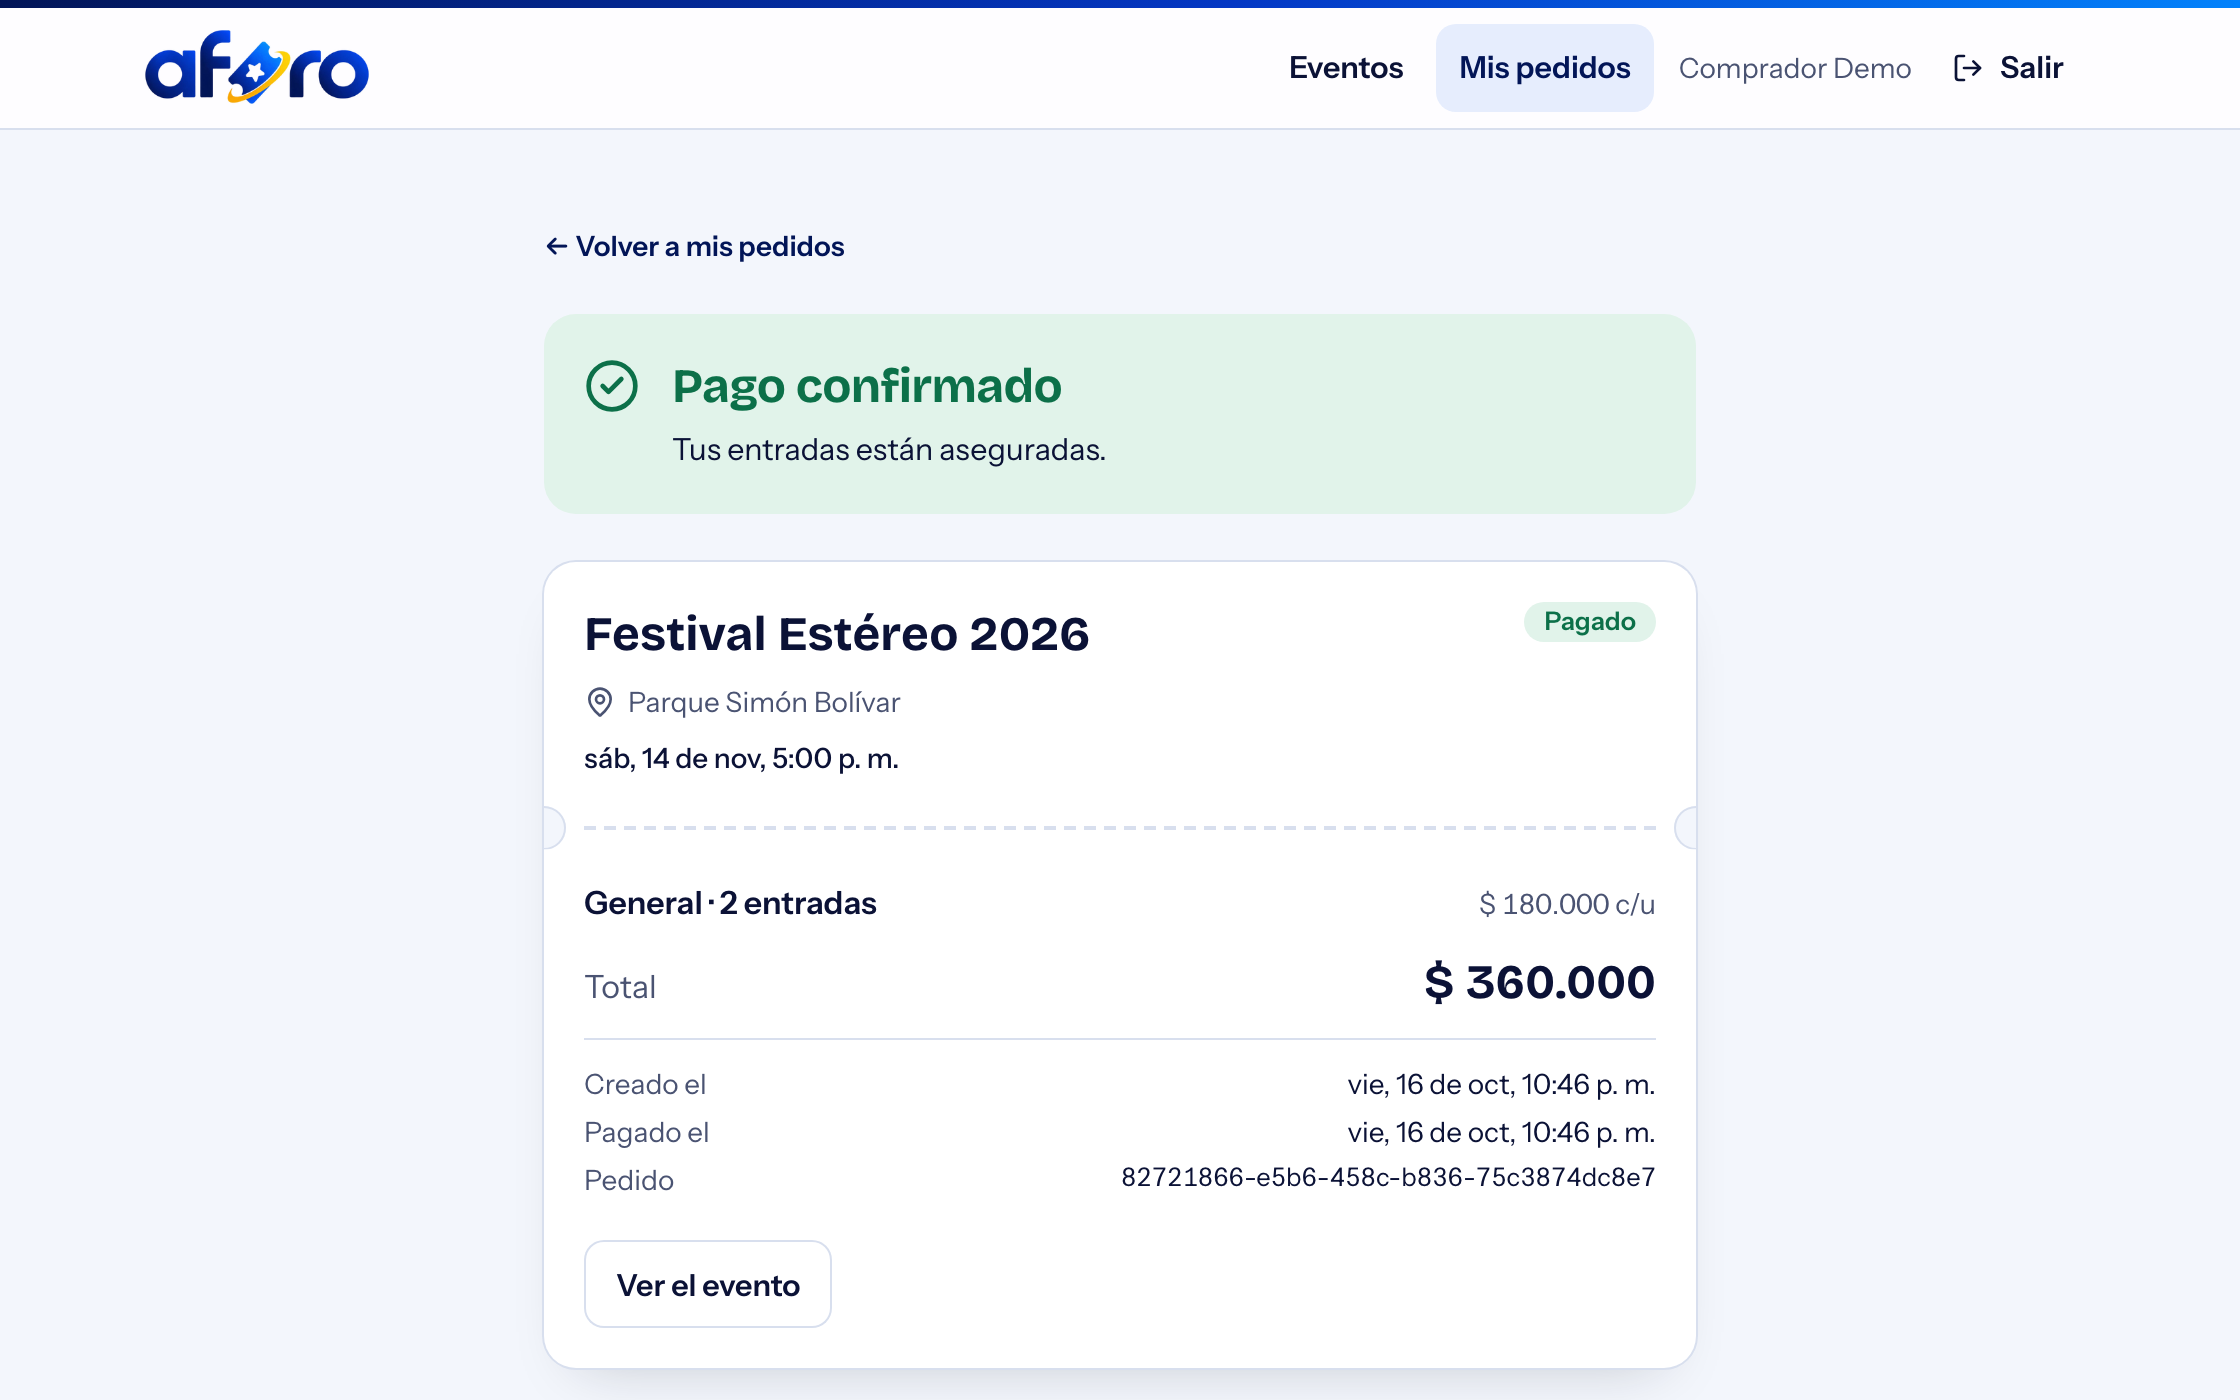 aforo
Eventos
Mis pedidos
Comprador Demo
Salir
← Volver a mis pedidos
Pago confirmado
Tus entradas están aseguradas.
Festival Estéreo 2026
Pagado
Parque Simón Bolívar
sáb, 14 de nov, 5:00 p. m.
General · 2 entradas
$ 180.000 c/u
Total
$ 360.000
Creado el
vie, 16 de oct, 10:46 p. m.
Pagado el
vie, 16 de oct, 10:46 p. m.
Pedido
82721866-e5b6-458c-b836-75c3874dc8e7
Ver el evento